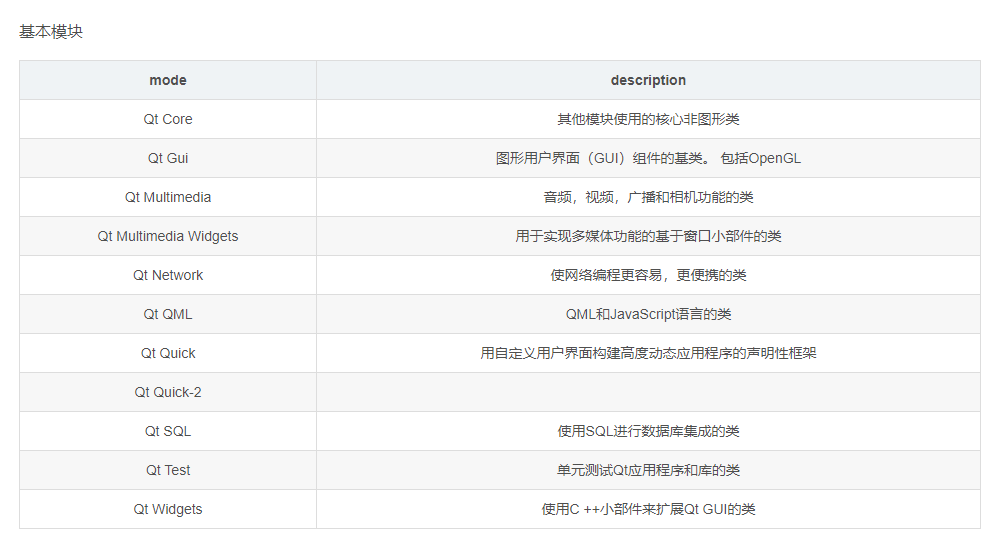 基本模块
mode description
Qt Core 其他模块使用的核心非图形类
Qt Gui 图形用户界面（GUI）组件的基类。 包括OpenGL
Qt Multimedia 音频，视频，广播和相机功能的类
Qt Multimedia Widgets 用于实现多媒体功能的基于窗口小部件的类
Qt Network 使网络编程更容易，更便携的类
Qt QML QML和JavaScript语言的类
Qt Quick 用自定义用户界面构建高度动态应用程序的声明性框架
Qt Quick-2
Qt SQL 使用SQL进行数据库集成的类
Qt Test 单元测试Qt应用程序和库的类
Qt Widgets 使用C ++小部件来扩展Qt GUI的类